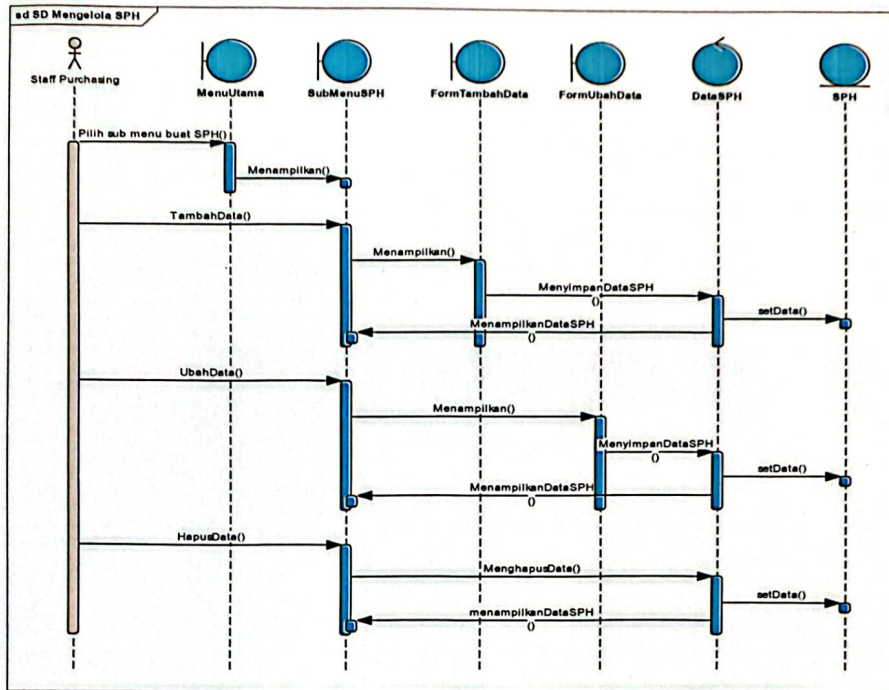 sd SD Mengelola SPH
Staff Purchasing
MenuUtama
SubMenuSPH
FormTambahData
FormUbahData
DataSPH
SPH
Pilih sub menu buat SPH()
Menampilkan()
TambahData()
Menampilkan()
MenyimpanDataSPH
()
setData()
MenampilkanDataSPH
()
UbahData()
Menampilkan()
MenyimpanDataSPH
()
setData()
MenampilkanDataSPH
()
HapusData()
MenghapusData()
setData()
menampilkanDataSPH
()